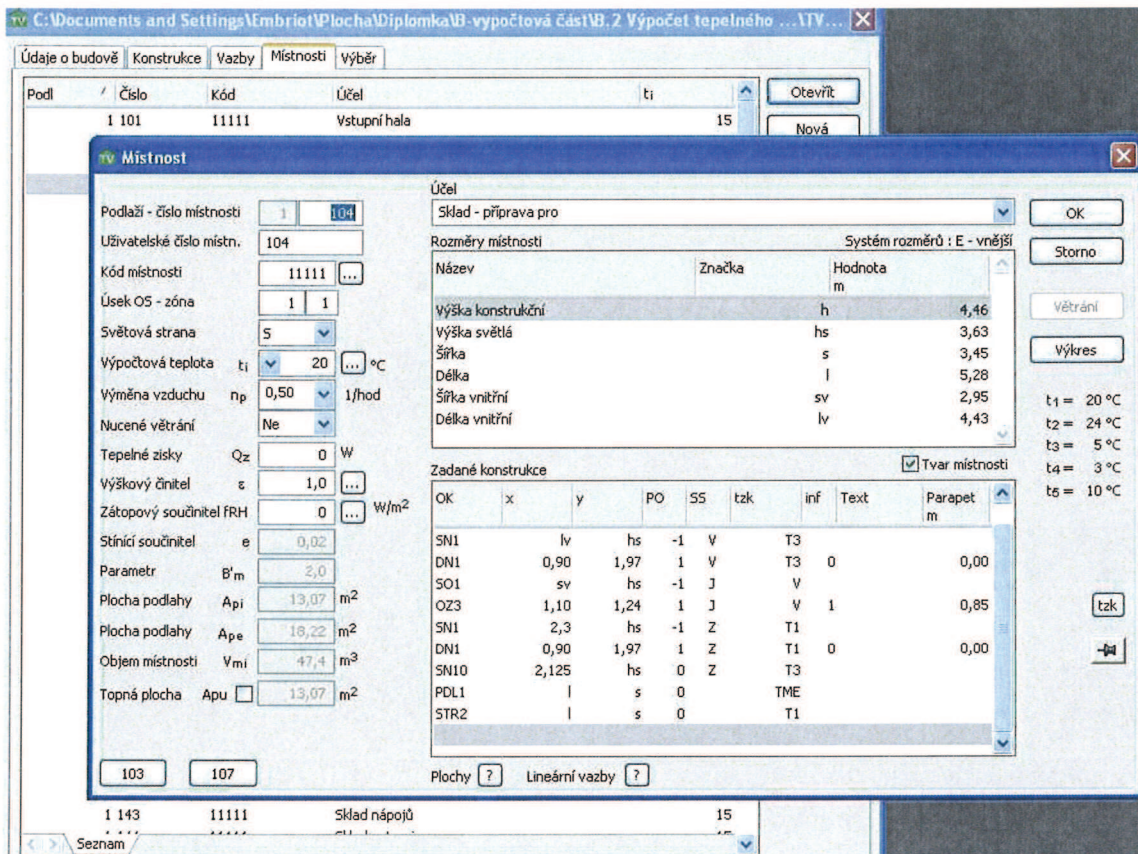 TV C:\Documents and Settings\Embriot\Plocha\Diplomka\B-vypočtová část\B.2 Výpočet tepelného ...\TV...
Údaje o budově Konstrukce Vazby Místnosti Výběr
Podl / Číslo Kód Účel ti
Otevřít
1 101 11111 Vstupní hala 15
Nová
TV Místnost
Účel
Podlaží - číslo místnosti 1 104
Sklad - příprava pro
OK
Uživatelské číslo místn. 104
Rozměry místnosti Systém rozměrů : E - vnější
Storno
Kód místnosti 11111 ...
Název Značka Hodnota
m
Úsek OS - zóna 1 1
Výška konstrukční h 4,46
Větrání
Světová strana S
Výška světlá hs 3,63
Šířka s 3,45
Výkres
Výpočtová teplota ti 20 ... °C
Délka l 5,28
Výměna vzduchu np 0,50 1/hod
Šířka vnitřní sv 2,95
t1 = 20 °C
Délka vnitřní lv 4,43
t2 = 24 °C
Nucené větrání Ne
t3 = 5 °C
Tepelné zisky Qz 0 W
Zadané konstrukce Tvar místnosti
t4 = 3 °C
Výškový činitel ε 1,0 ...
t5 = 10 °C
OK x y PO SS tzk inf Text Parapet
m
Zátopový součinitel fRH 0 ... W/m2
Stínící součinitel e 0,02
SN1 lv hs -1 V T3
DN1 0,90 1,97 1 V T3 0 0,00
Parametr B'm 2,0
SO1 sv hs -1 J V
Plocha podlahy Api 13,07 m2
OZ3 1,10 1,24 1 J V 1 0,85
tzk
Plocha podlahy Ape 18,22 m2
SN1 2,3 hs -1 Z T1
DN1 0,90 1,97 1 Z T1 0 0,00
Objem místnosti Vmi 47,4 m3
SN10 2,125 hs 0 Z T3
Topná plocha Apu 13,07 m2
PDL1 l s 0 TME
STR2 l s 0 T1
103 107
Plochy ? Lineární vazby ?
1 143 11111 Sklad nápojů 15
Seznam